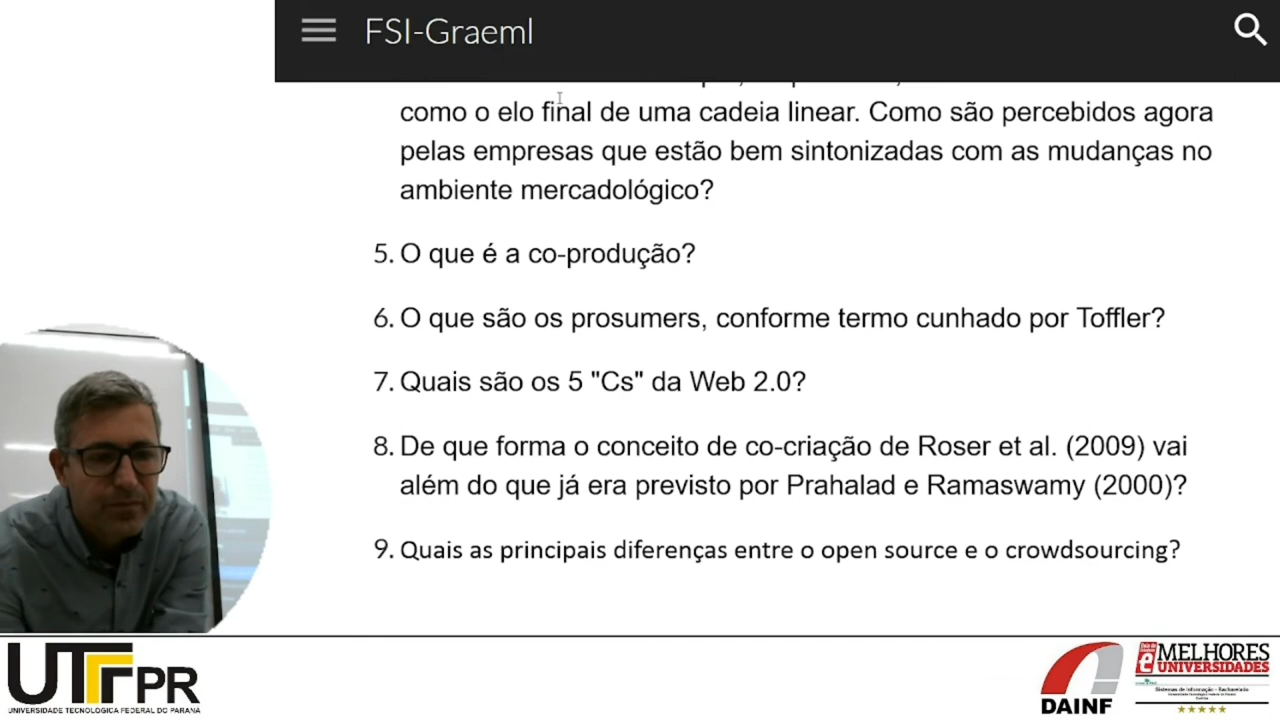 FSI-Graeml
como o elo final de uma cadeia linear. Como são percebidos agora
pelas empresas que estão bem sintonizadas com as mudanças no
ambiente mercadológico?
5. O que é a co-produção?
6. O que são os prosumers, conforme termo cunhado por Toffler?
7. Quais são os 5 "Cs" da Web 2.0?
8. De que forma o conceito de co-criação de Roser et al. (2009) vai
além do que já era previsto por Prahalad e Ramaswamy (2000)?
9. Quais as principais diferenças entre o open source e o crowdsourcing?
UTFPR
UNIVERSIDADE TECNOLÓGICA FEDERAL DO PARANÁ
DAINF
MELHORES
UNIVERSIDADES
Sistemas de Informação - Bacharelado